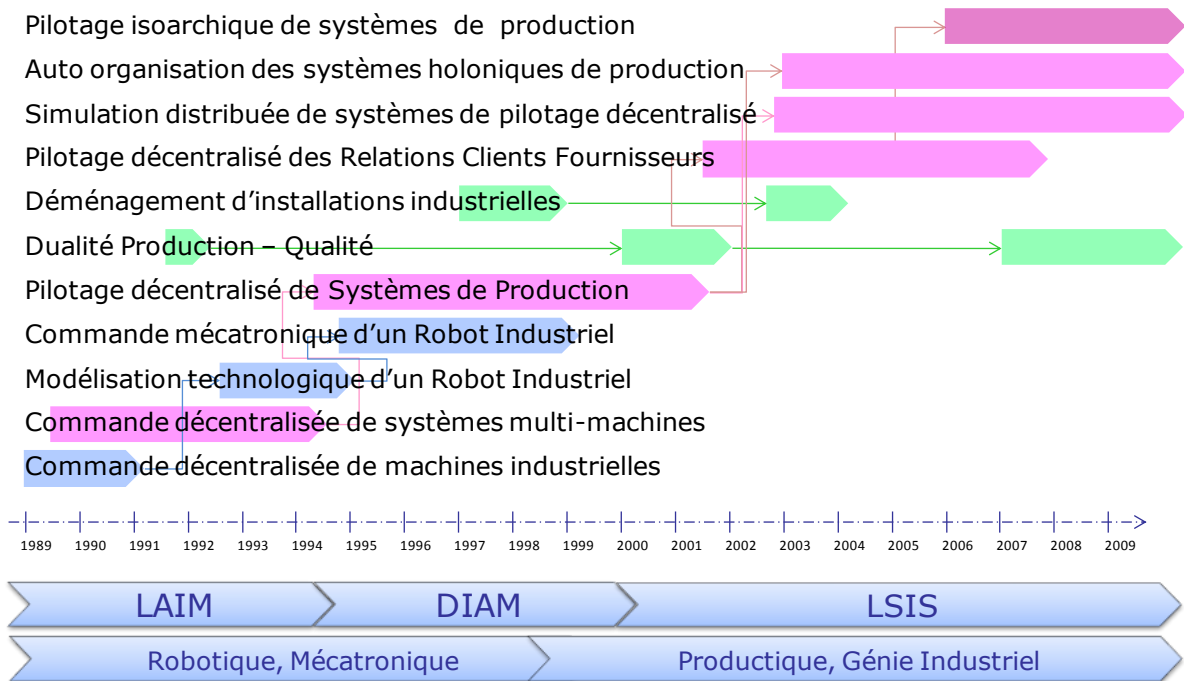 Pilotage isoarchique de systèmes de production
Auto organisation des systèmes holoniques de production
Simulation distribuée de systèmes de pilotage décentralisé
Pilotage décentralisé des Relations Clients Fournisseurs
Déménagement d'installations industrielles
Dualité Production – Qualité
Pilotage décentralisé de Systèmes de Production
Commande mécatronique d'un Robot Industriel
Modélisation technologique d'un Robot Industriel
Commande décentralisée de systèmes multi-machines
Commande décentralisée de machines industrielles
1989 1990 1991 1992 1993 1994 1995 1996 1997 1998 1999 2000 2001 2002 2003 2004 2005 2006 2007 2008 2009
LAIM DIAM LSIS
Robotique, Mécatronique Productique, Génie Industriel